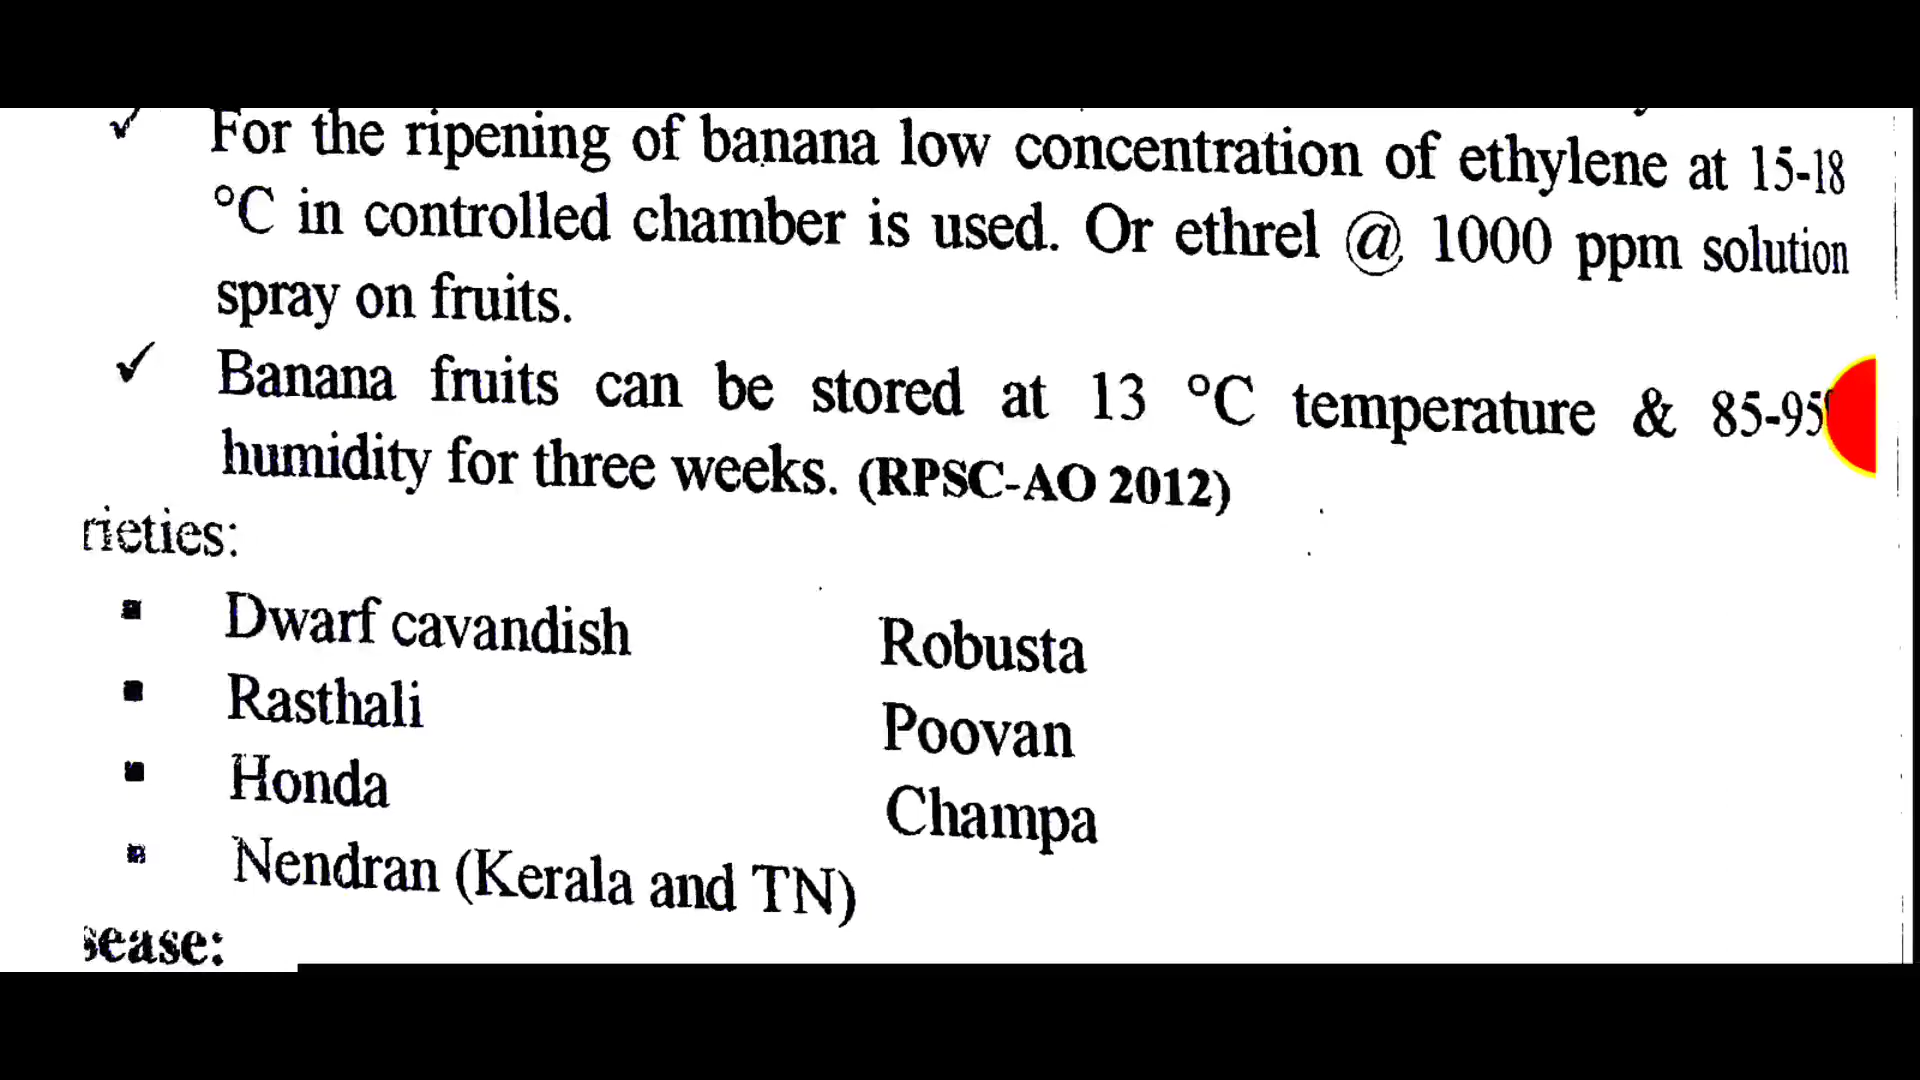 ✓ For the ripening of banana low concentration of ethylene at 15-18
°C in controlled chamber is used. Or ethrel @ 1000 ppm solution
spray on fruits.
✓ Banana fruits can be stored at 13 °C temperature & 85-95
humidity for three weeks. (RPSC-AO 2012)
rieties:
▪ Dwarf cavandish Robusta
▪ Rasthali Poovan
▪ Honda Champa
▪ Nendran (Kerala and TN)
sease: